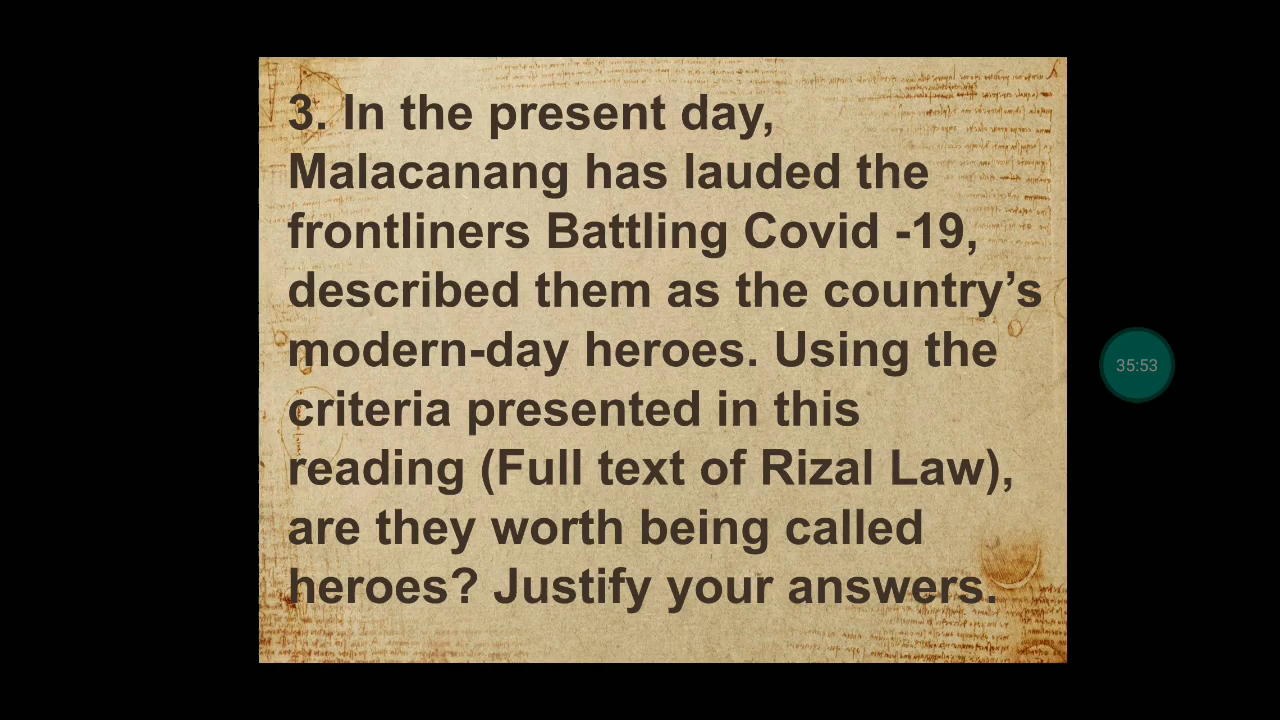 3. In the present day,
Malacanang has lauded the
frontliners Battling Covid -19,
described them as the country’s
modern-day heroes. Using the
criteria presented in this
reading (Full text of Rizal Law),
are they worth being called
heroes? Justify your answers.
35:53